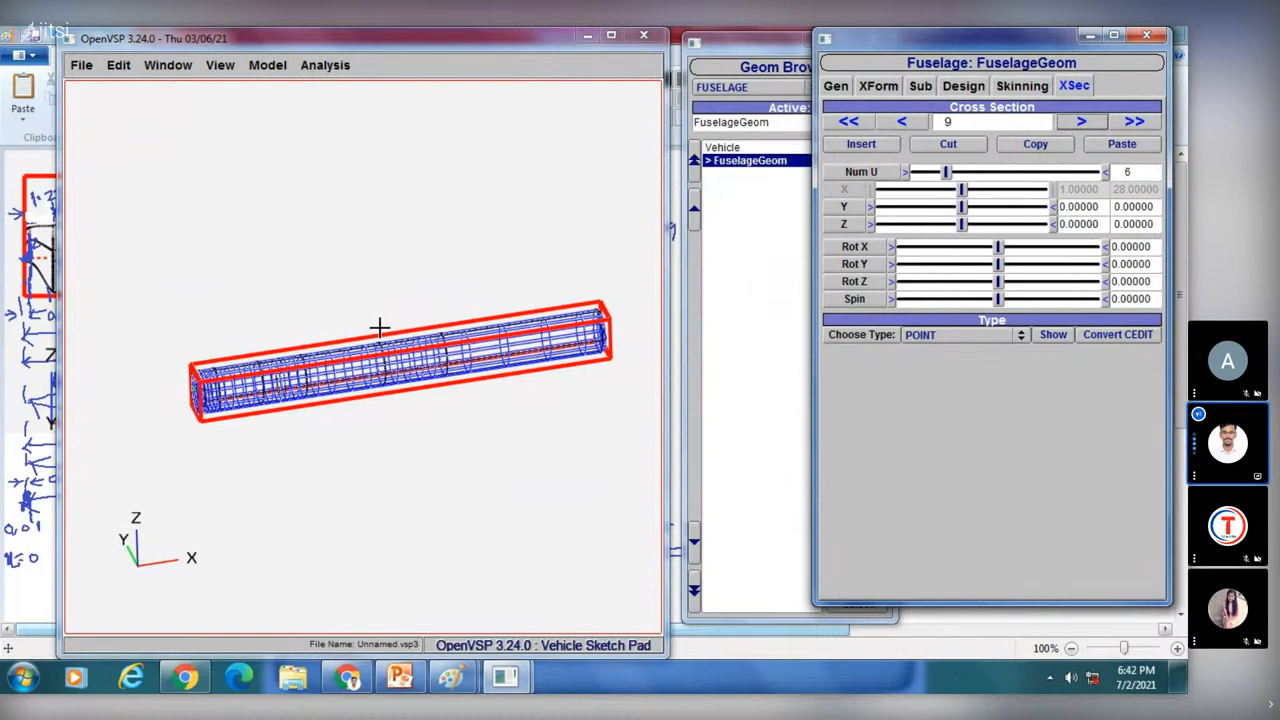 jitsi
OpenVSP 3.24.0 - Thu 03/06/21
File Edit Window View Model Analysis
Paste
Clipboa
Geom Brow
FUSELAGE
Active:
FuselageGeom
Vehicle
> FuselageGeom
Fuselage: FuselageGeom
Gen XForm Sub Design Skinning XSec
Cross Section
<< < 9 > >>
Insert Cut Copy Paste
Num U > < 6
X 1.00000 28.00000
Y > < 0.00000 0.00000
Z > < 0.00000 0.00000
Rot X > < 0.00000
Rot Y > < 0.00000
Rot Z > < 0.00000
Spin > < 0.00000
Type
Choose Type: POINT Show Convert CEDIT
Z
Y
X
File Name: Unnamed.vsp3 OpenVSP 3.24.0 : Vehicle Sketch Pad
100%
6:42 PM
7/2/2021
A
T